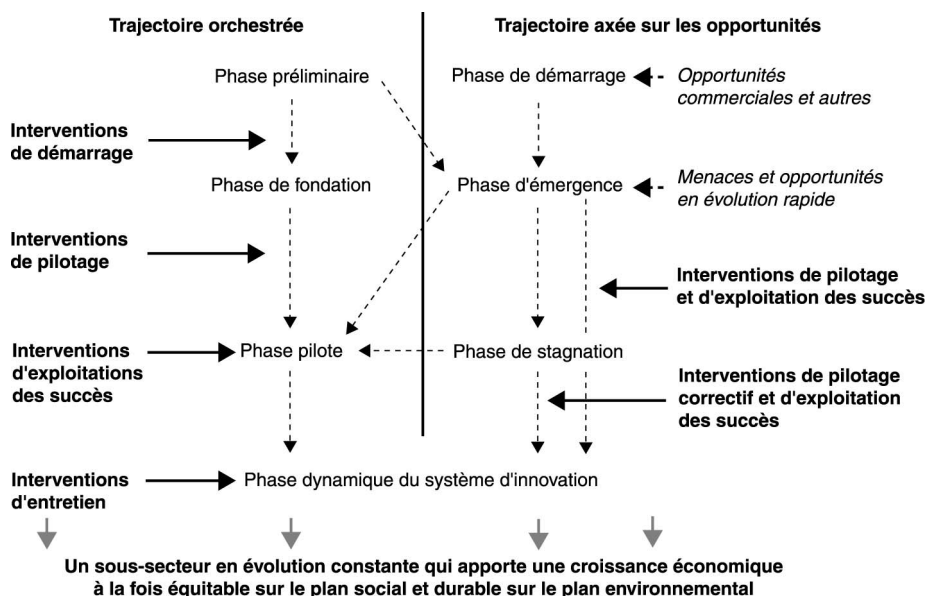 Trajectoire orchestrée
Trajectoire axée sur les opportunités
Phase préliminaire
Phase de démarrage
Opportunités
commerciales et autres
Interventions
de démarrage
Phase de fondation
Phase d'émergence
Menaces et opportunités
en évolution rapide
Interventions
de pilotage
Interventions de pilotage
et d'exploitation des succès
Interventions
d'exploitations
des succès
Phase pilote
Phase de stagnation
Interventions de pilotage
correctif et d'exploitation
des succès
Interventions
d'entretien
Phase dynamique du système d'innovation
Un sous-secteur en évolution constante qui apporte une croissance économique
à la fois équitable sur le plan social et durable sur le plan environnemental